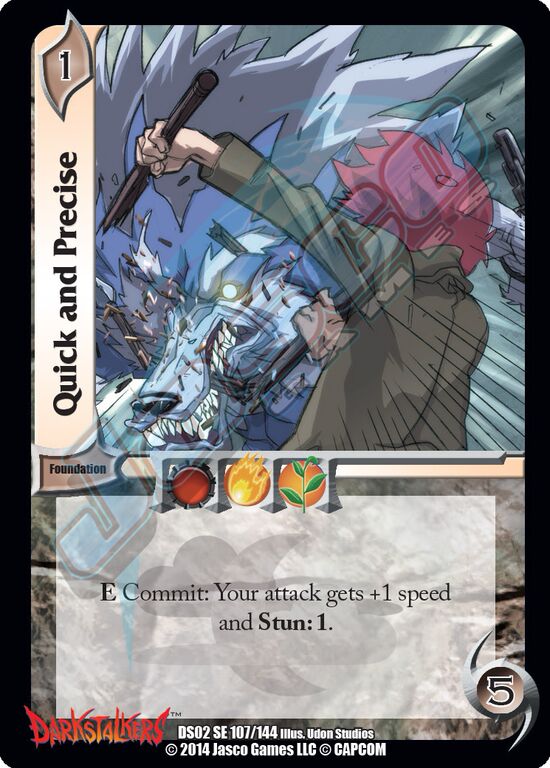 1
Quick and Precise
Foundation
E Commit: Your attack gets +1 speed
and Stun: 1.
5
DARKSTALKERS™
DS02 SE 107/144 Illus. Udon Studios
© 2014 Jasco Games LLC © CAPCOM